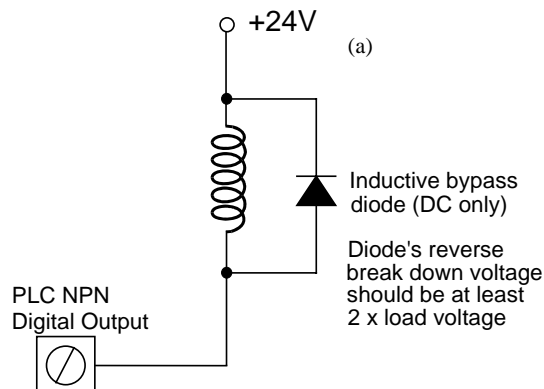 +24V
(a)
Inductive bypass
diode (DC only)
Diode's reverse
break down voltage
should be at least
2 x load voltage
PLC NPN
Digital Output